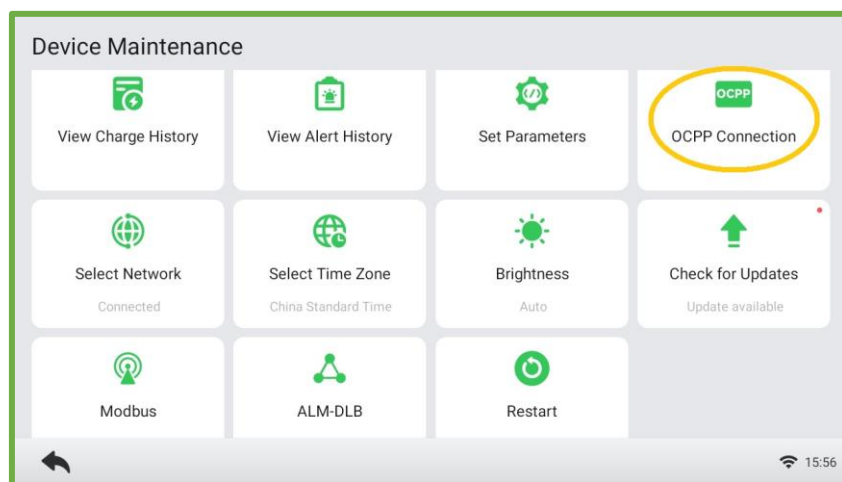 Device Maintenance
View Charge History
View Alert History
Set Parameters
OCPP
OCPP Connection
Select Network
Connected
Select Time Zone
China Standard Time
Brightness
Auto
Check for Updates
Update available
Modbus
ALM-DLB
Restart
15:56